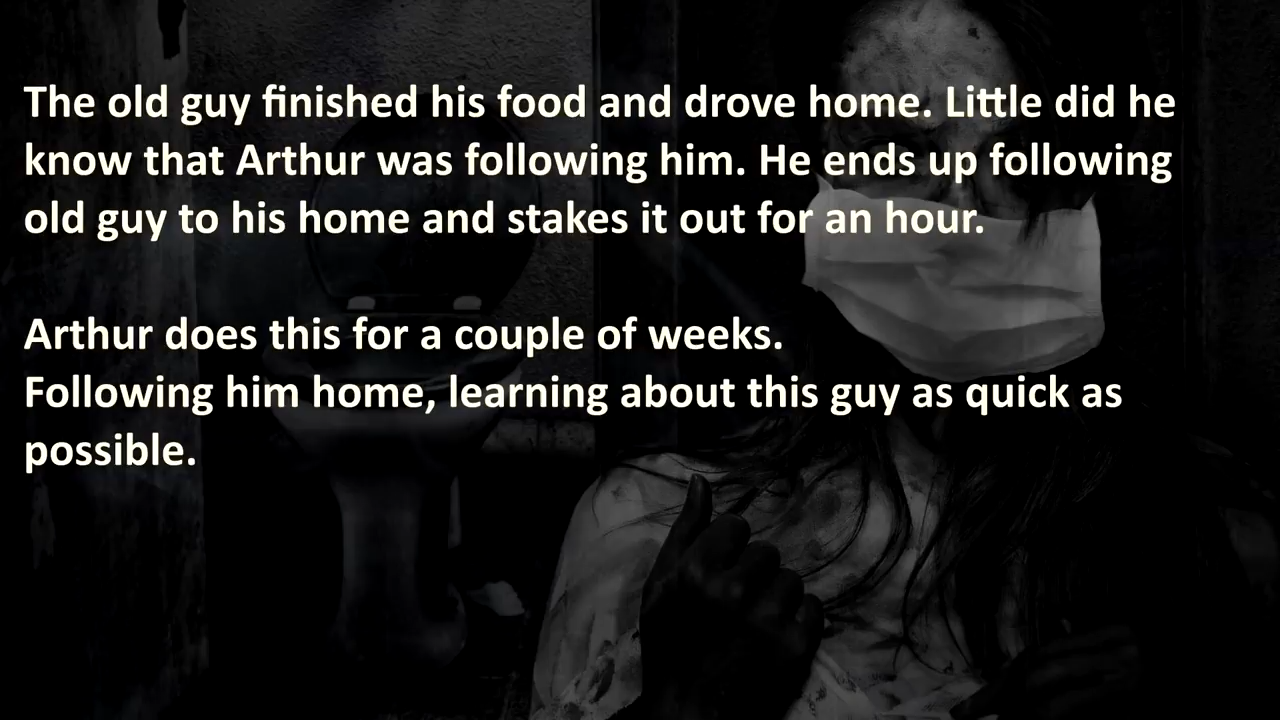 The old guy finished his food and drove home. Little did he
know that Arthur was following him. He ends up following
old guy to his home and stakes it out for an hour.
Arthur does this for a couple of weeks.
Following him home, learning about this guy as quick as
possible.